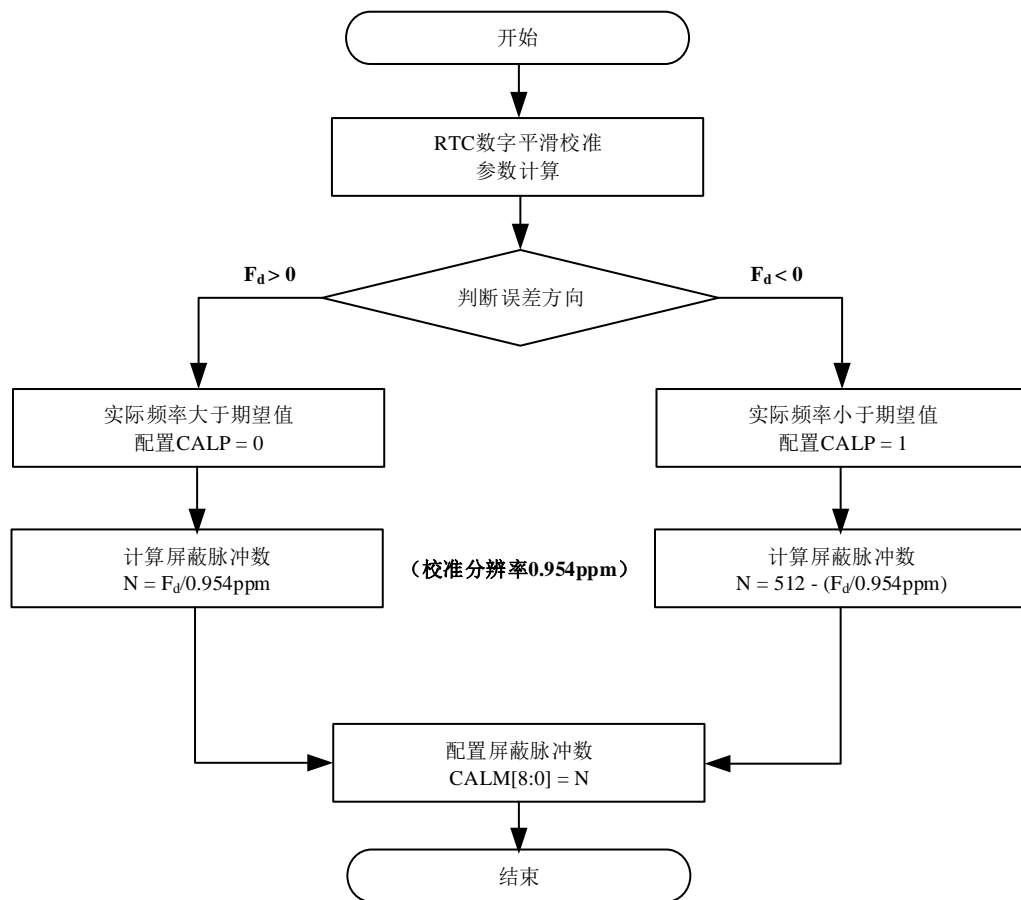 开始
RTC数字平滑校准
参数计算
F_d > 0
F_d < 0
判断误差方向
实际频率大于期望值
配置CALP = 0
实际频率小于期望值
配置CALP = 1
计算屏蔽脉冲数
N = F_d/0.954ppm
（校准分辨率0.954ppm）
计算屏蔽脉冲数
N = 512 - (F_d/0.954ppm)
配置屏蔽脉冲数
CALM[8:0] = N
结束